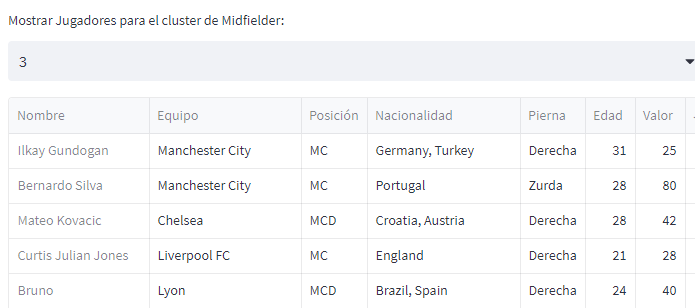 Mostrar Jugadores para el cluster de Midfielder:
3
Nombre Equipo Posición Nacionalidad Pierna Edad Valor
Ilkay Gundogan Manchester City MC Germany, Turkey Derecha 31 25
Bernardo Silva Manchester City MC Portugal Zurda 28 80
Mateo Kovacic Chelsea MCD Croatia, Austria Derecha 28 42
Curtis Julian Jones Liverpool FC MC England Derecha 21 28
Bruno Lyon MCD Brazil, Spain Derecha 24 40